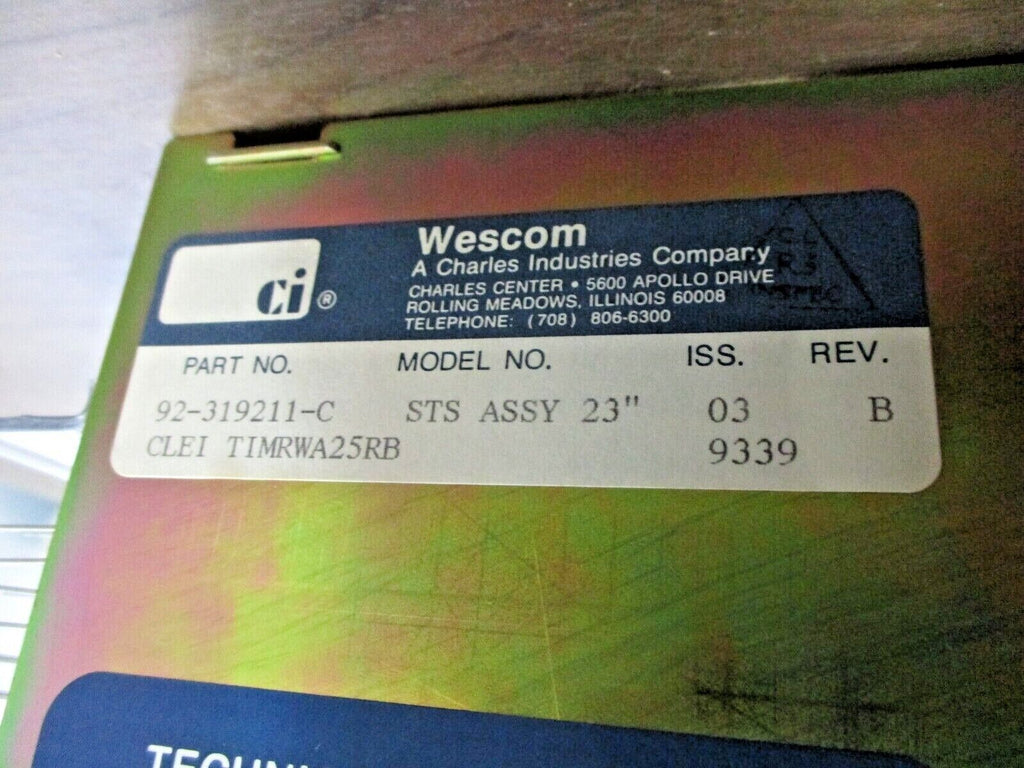 ci®
Wescom
A Charles Industries Company
CHARLES CENTER • 5600 APOLLO DRIVE
ROLLING MEADOWS, ILLINOIS 60008
TELEPHONE: (708) 806-6300
PART NO. MODEL NO. ISS. REV.
92-319211-C STS ASSY 23" 03 B
CLEI TIMRWA25RB 9339